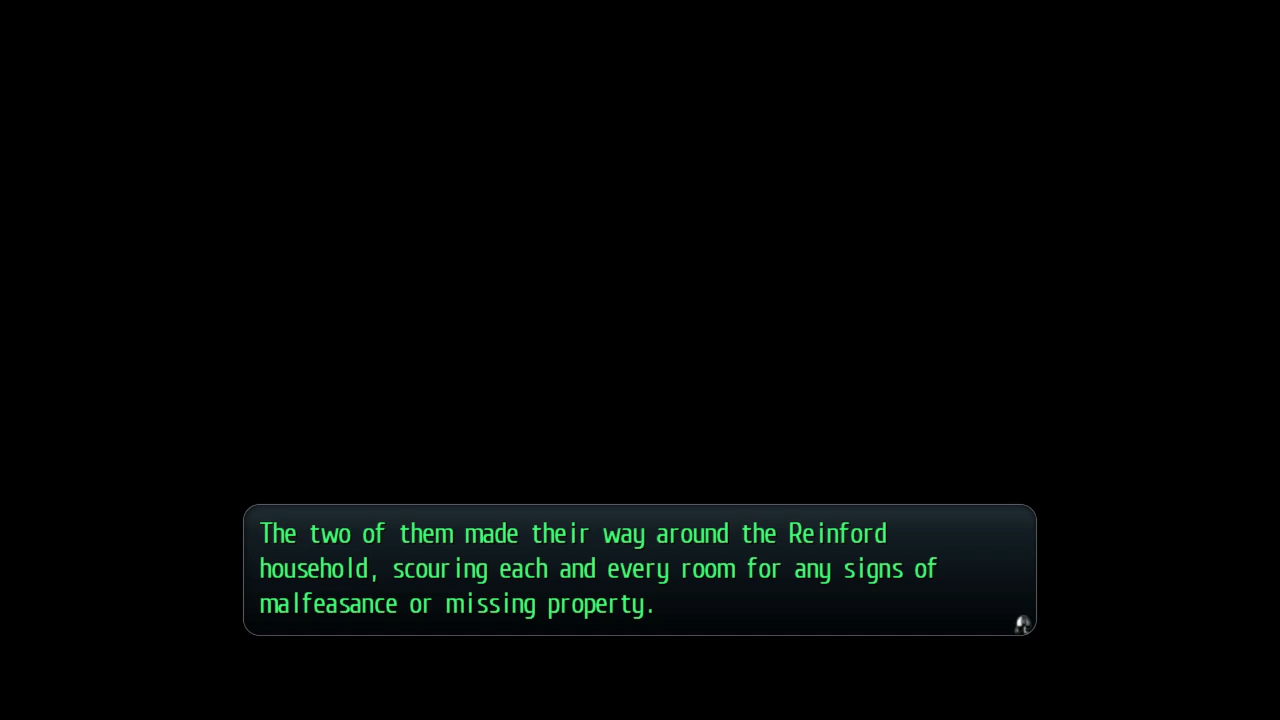 The two of them made their way around the Reinford
household, scouring each and every room for any signs of
malfeasance or missing property.